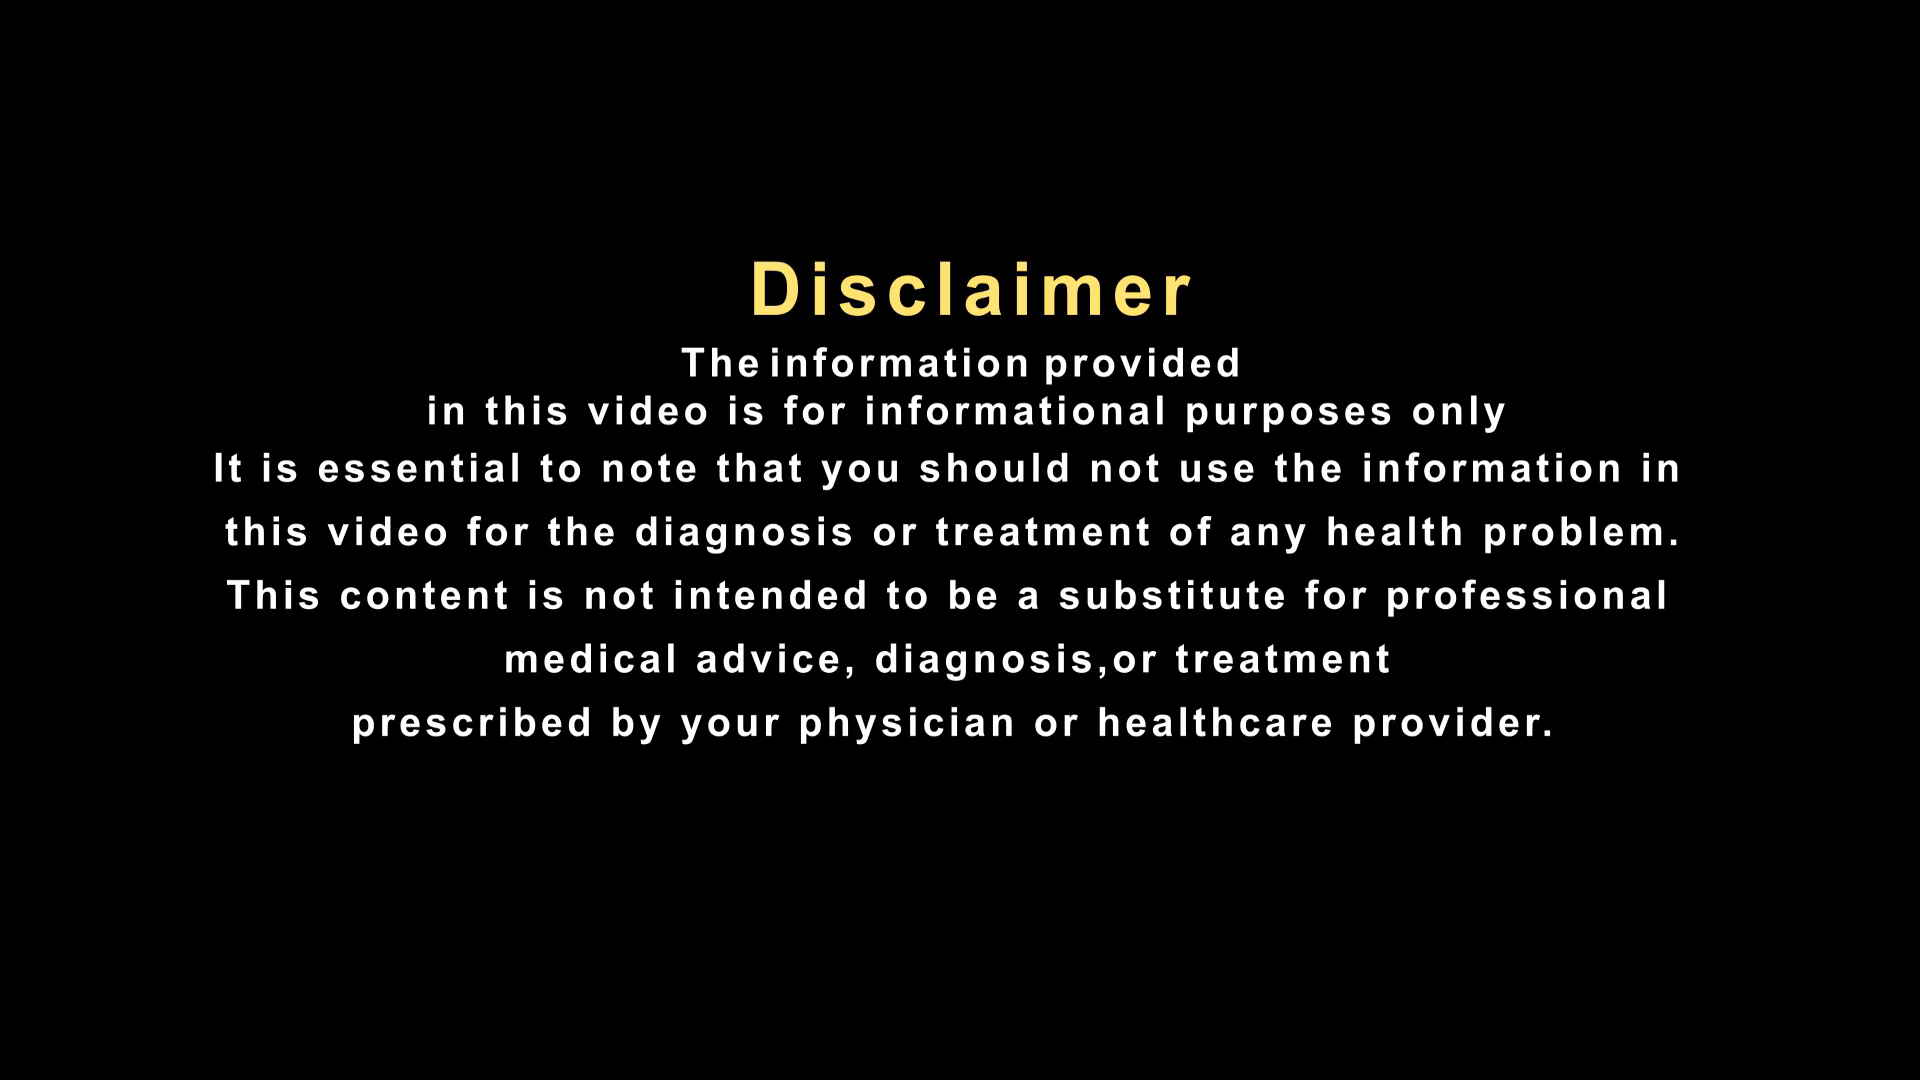 Disclaimer
The information provided
in this video is for informational purposes only
It is essential to note that you should not use the information in
this video for the diagnosis or treatment of any health problem.
This content is not intended to be a substitute for professional
medical advice, diagnosis,or treatment
prescribed by your physician or healthcare provider.